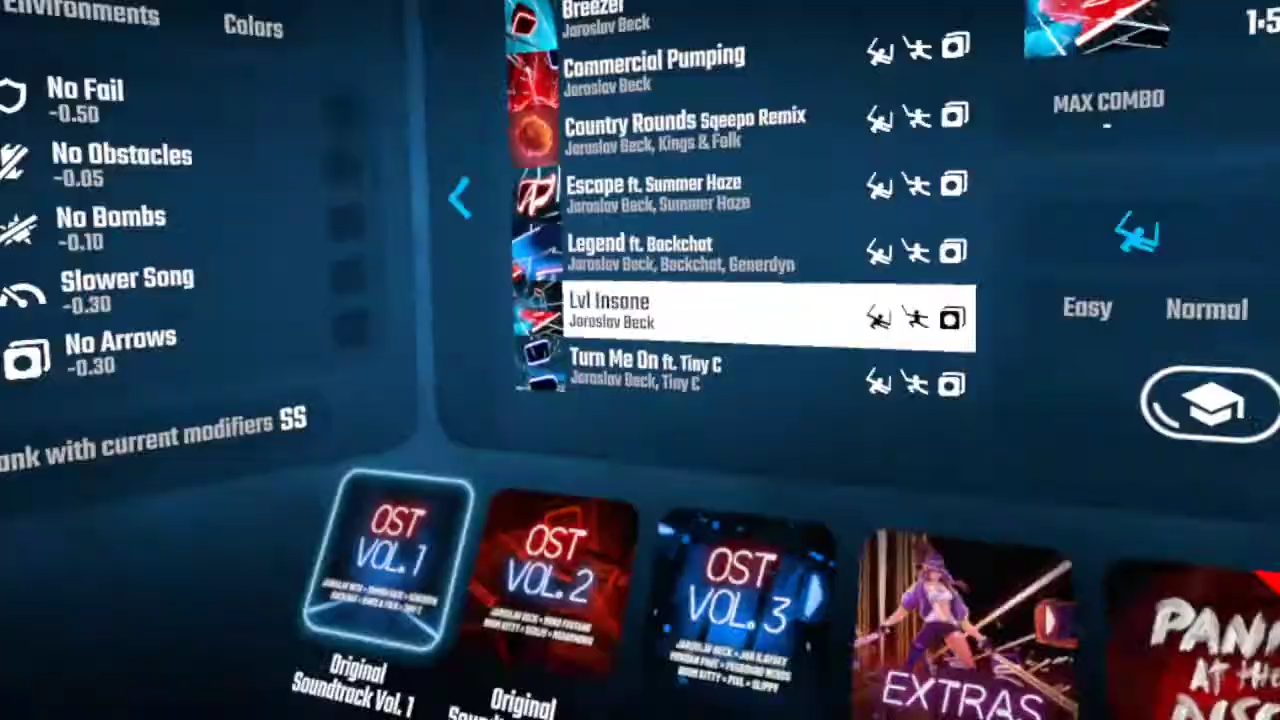 Environments
Colors
No Fail
-0.50
No Obstacles
-0.05
No Bombs
-0.10
Slower Song
-0.30
No Arrows
-0.30
ank with current modifiers SS
Breezer
Jaroslav Beck
Commercial Pumping
Jaroslav Beck
Country Rounds Sqeepo Remix
Jaroslav Beck, Kings & Folk
Escape ft. Summer Haze
Jaroslav Beck, Summer Haze
Legend ft. Backchat
Jaroslav Beck, Backchat, Generdyn
Lvl Insane
Jaroslav Beck
Turn Me On ft. Tiny C
Jaroslav Beck, Tiny C
MAX COMBO
-
Easy
Normal
OST
VOL. 1
Original
Soundtrack Vol. 1
OST
VOL. 2
Original
OST
VOL. 3
EXTRAS
PAN
AT THE
DISC